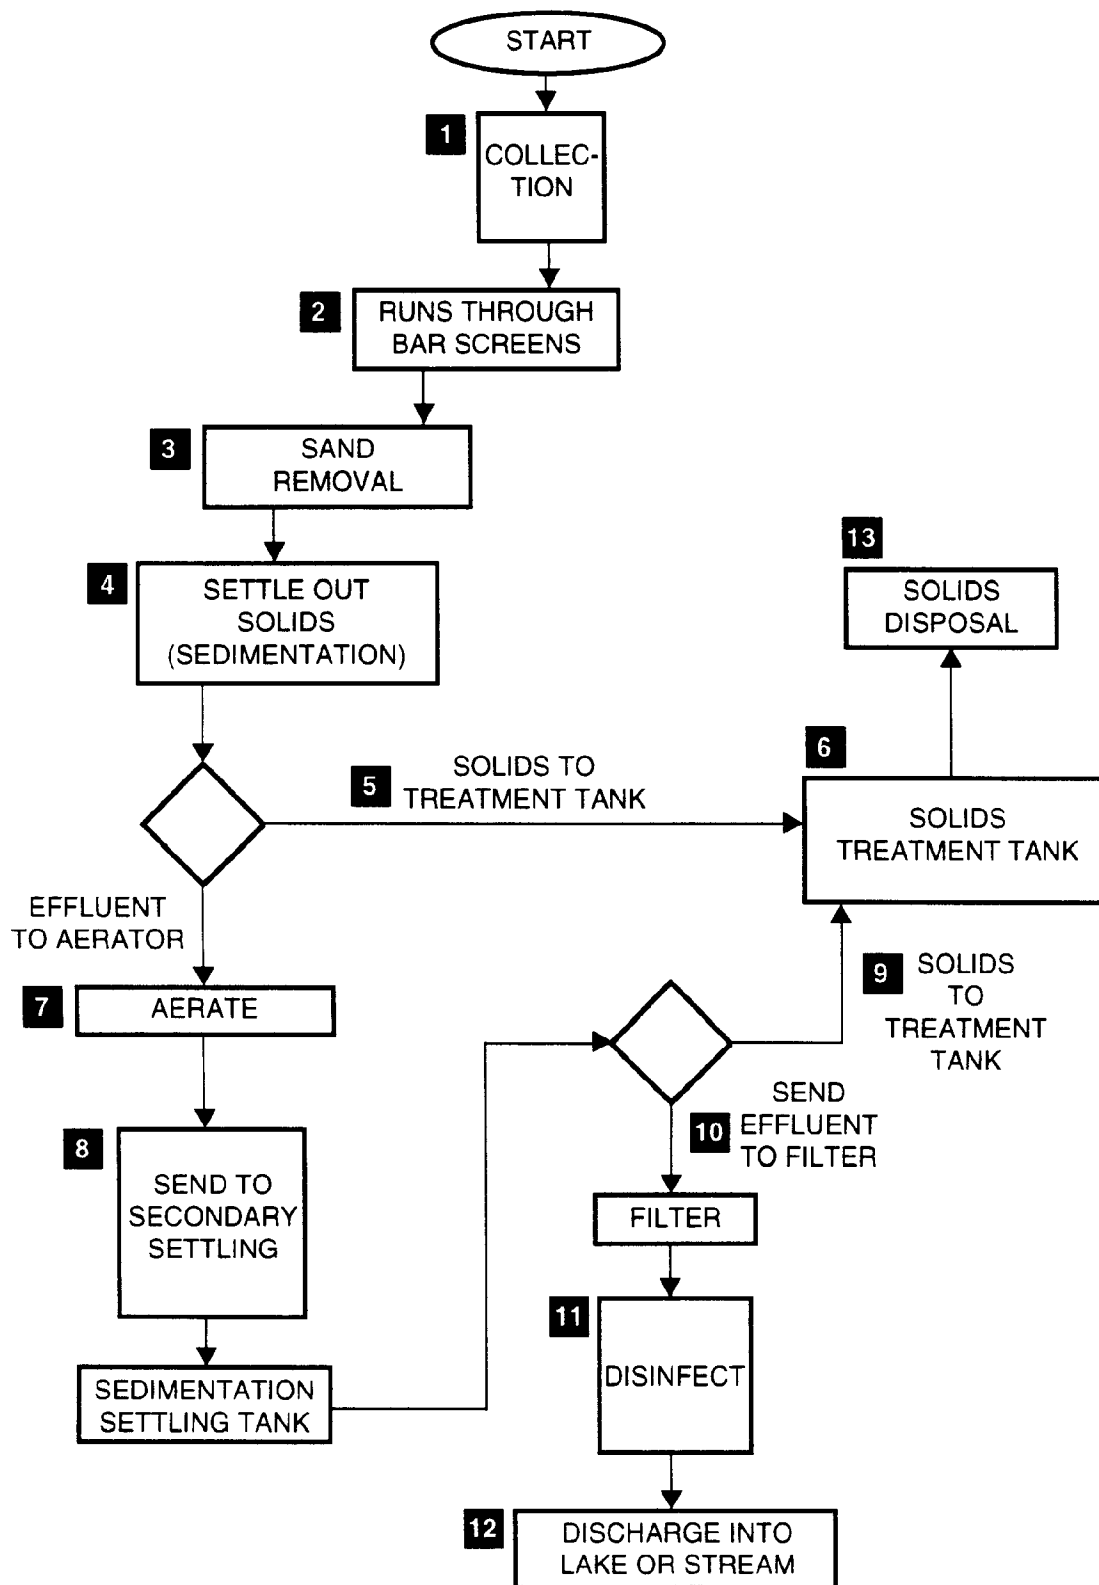 START
1
COLLEC-
TION
2
RUNS THROUGH
BAR SCREENS
3
SAND
REMOVAL
4
SETTLE OUT
SOLIDS
(SEDIMENTATION)
13
SOLIDS
DISPOSAL
5
SOLIDS TO
TREATMENT TANK
6
SOLIDS
TREATMENT TANK
EFFLUENT
TO AERATOR
7
AERATE
9
SOLIDS
TO
TREATMENT
TANK
8
SEND TO
SECONDARY
SETTLING
10
SEND
EFFLUENT
TO FILTER
FILTER
SEDIMENTATION
SETTLING TANK
11
DISINFECT
12
DISCHARGE INTO
LAKE OR STREAM